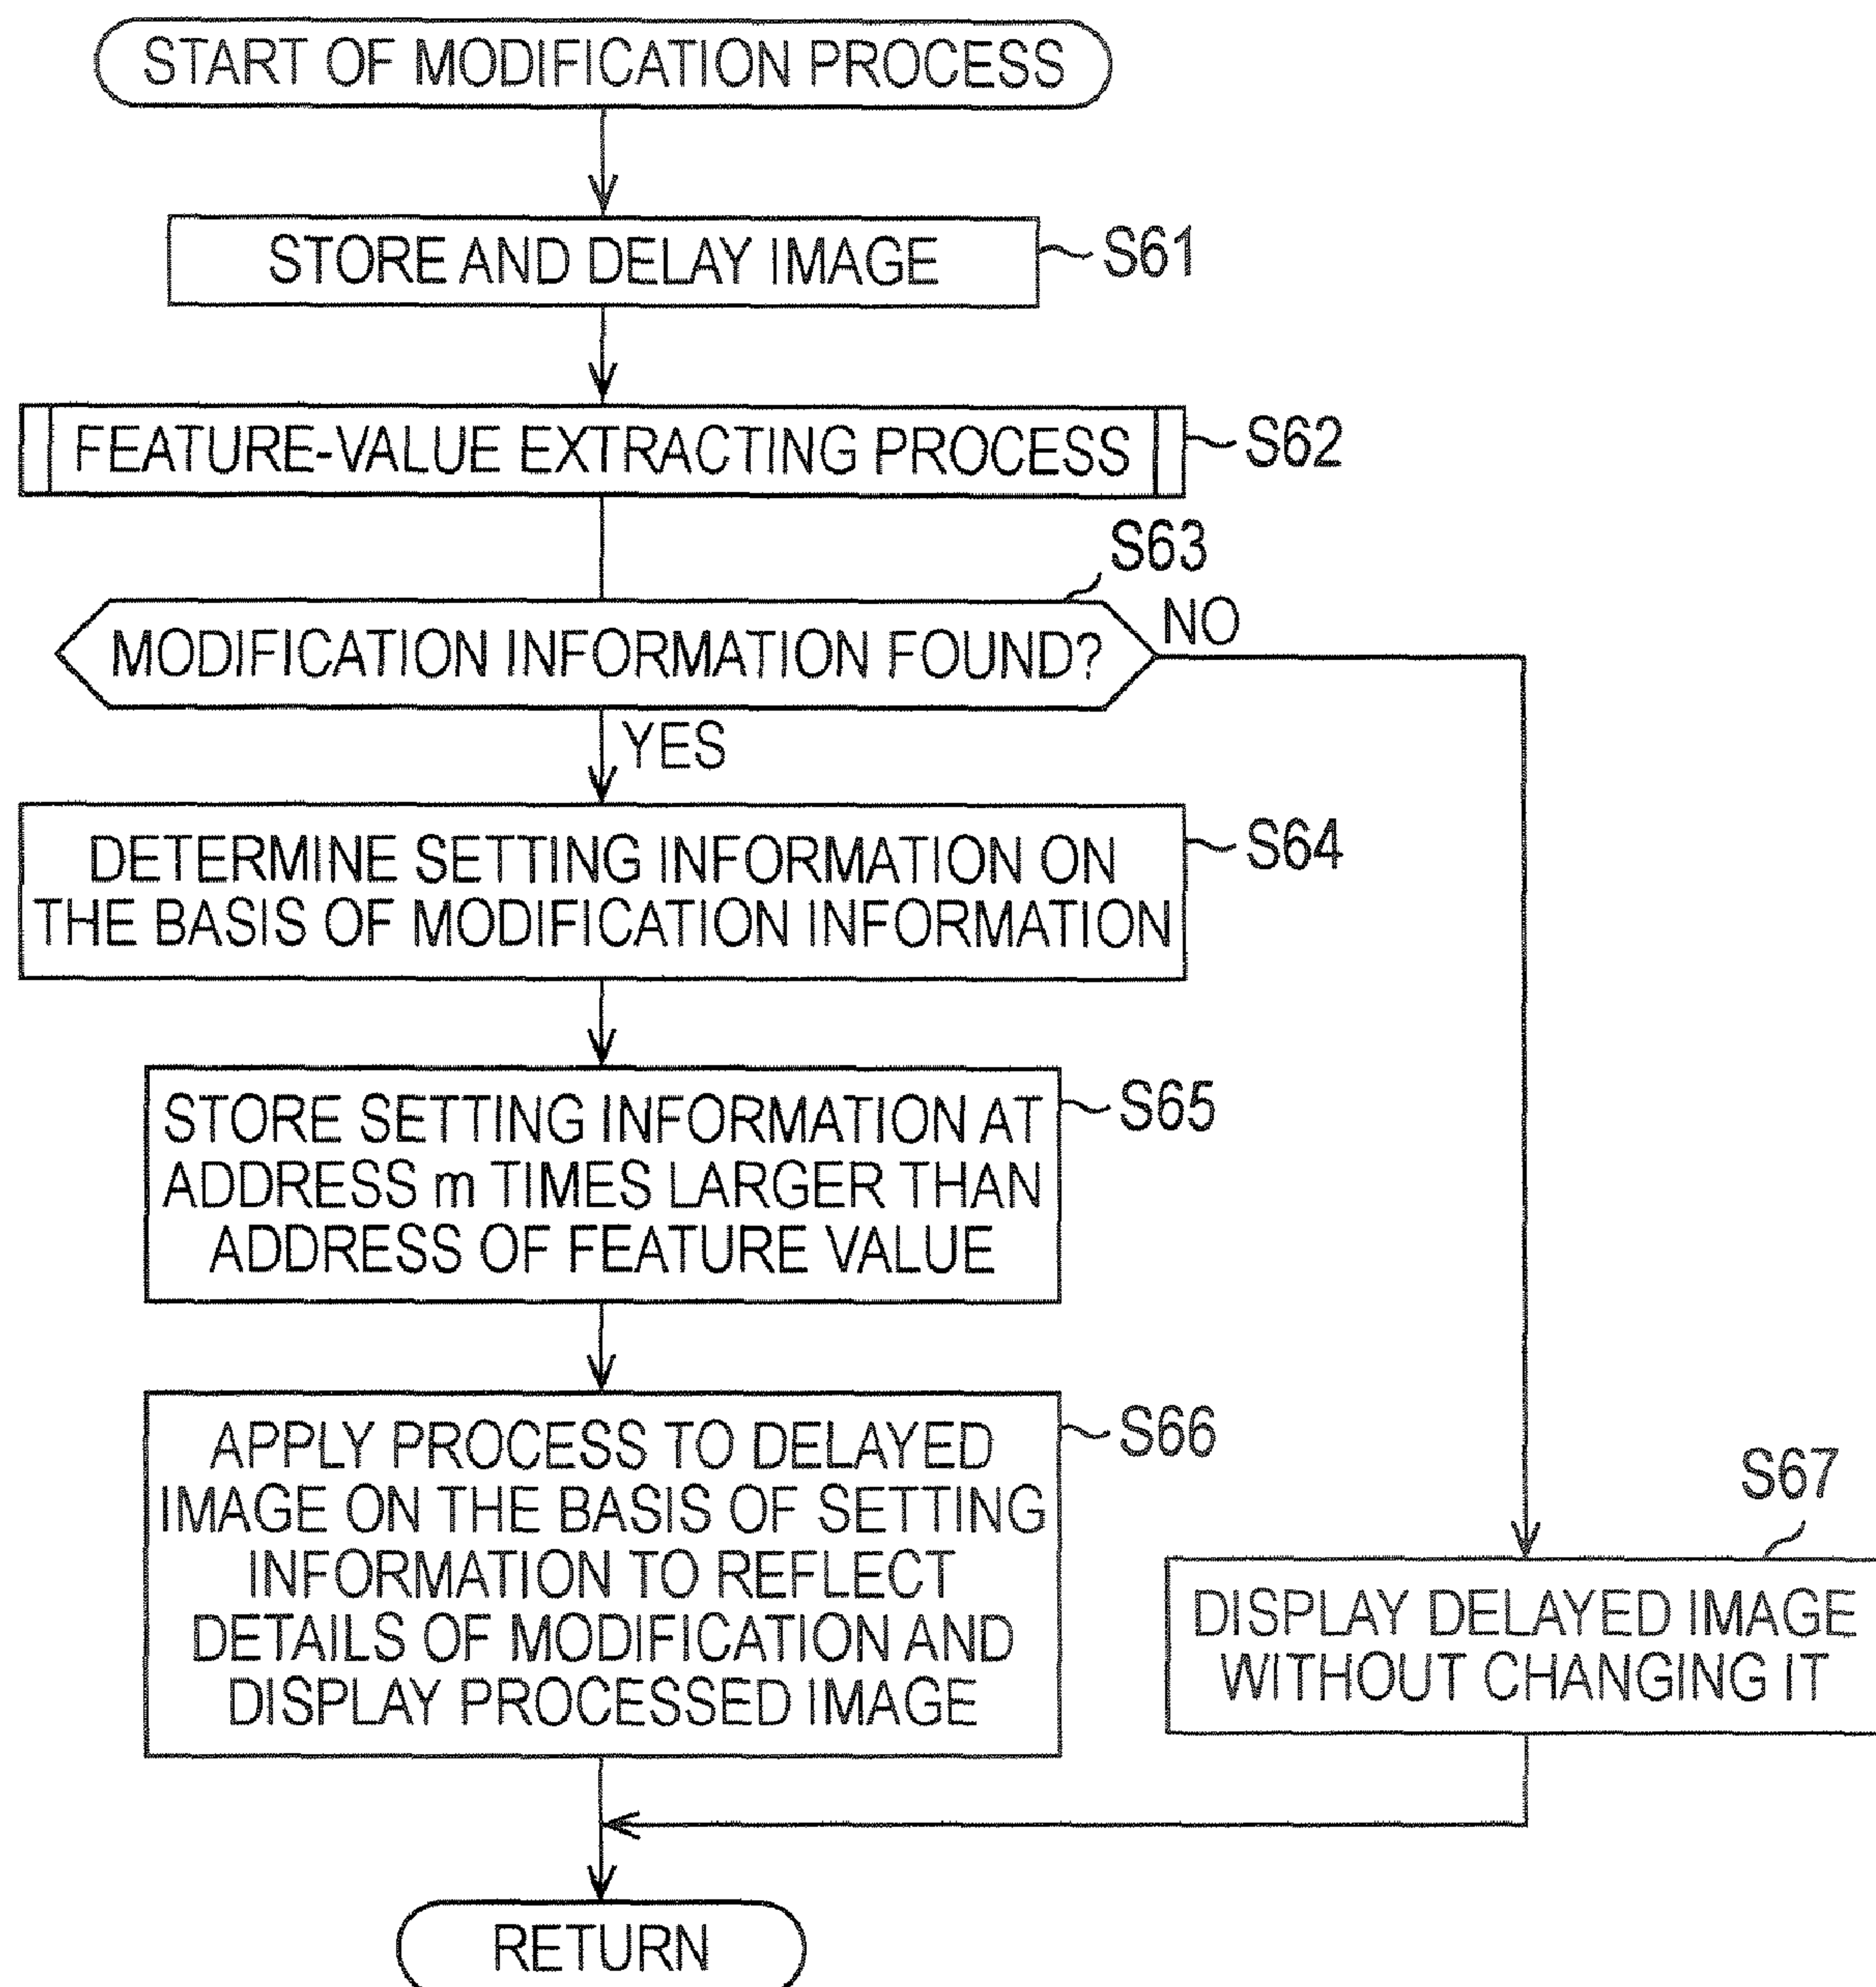 START OF MODIFICATION PROCESS
STORE AND DELAY IMAGE
S61
FEATURE-VALUE EXTRACTING PROCESS
S62
S63
MODIFICATION INFORMATION FOUND?
NO
YES
DETERMINE SETTING INFORMATION ON
THE BASIS OF MODIFICATION INFORMATION
S64
STORE SETTING INFORMATION AT
ADDRESS m TIMES LARGER THAN
ADDRESS OF FEATURE VALUE
S65
APPLY PROCESS TO DELAYED
IMAGE ON THE BASIS OF SETTING
INFORMATION TO REFLECT
DETAILS OF MODIFICATION AND
DISPLAY PROCESSED IMAGE
S66
S67
DISPLAY DELAYED IMAGE
WITHOUT CHANGING IT
RETURN